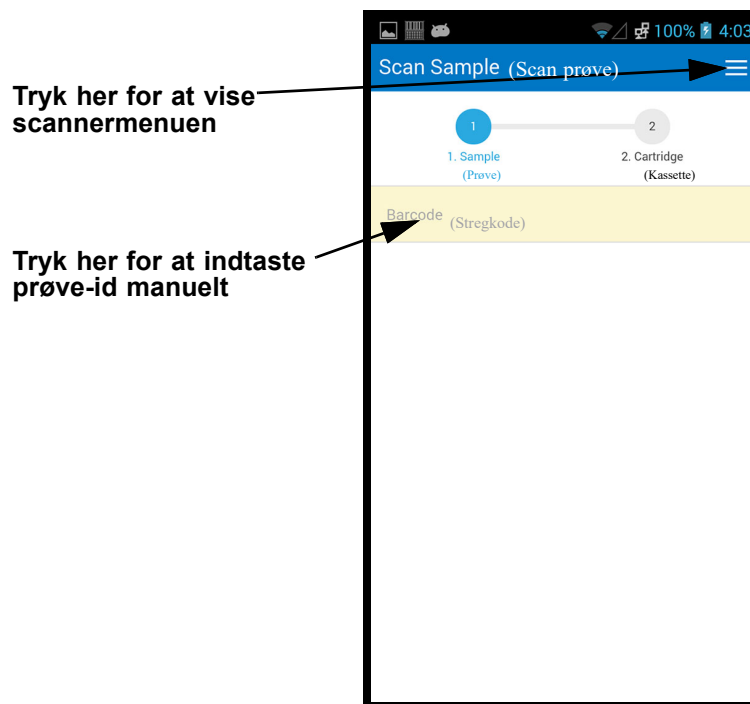 100% 4:03
Scan Sample (Scan prøve)
Tryk her for at vise
scannermenuen
1 2
1. Sample 2. Cartridge
(Prøve) (Kassette)
Barcode (Stregkode)
Tryk her for at indtaste
prøve-id manuelt